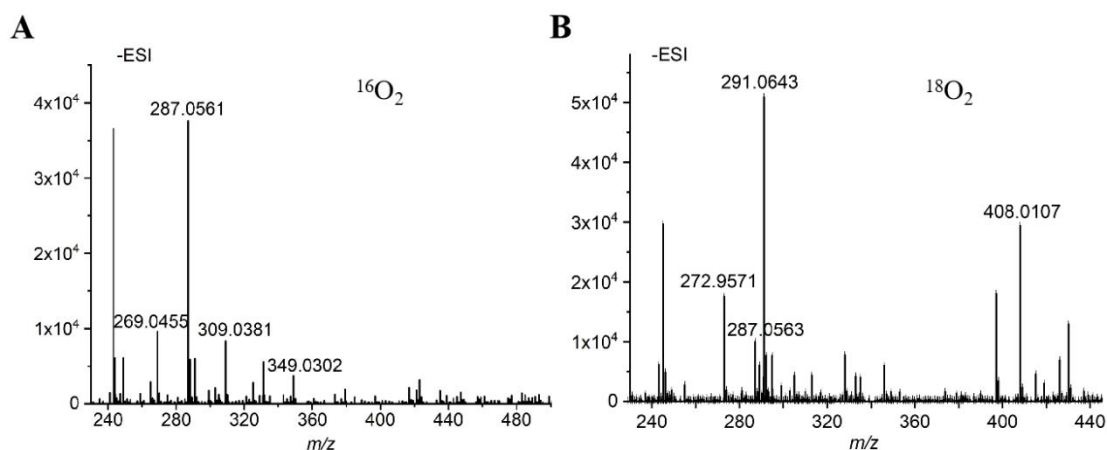 A
B
-ESI
¹⁶O₂
287.0561
4x10⁴
3x10⁴
2x10⁴
1x10⁴
0
269.0455
309.0381
349.0302
240 280 320 360 400 440 480
m/z
-ESI
¹⁸O₂
291.0643
5x10⁴
4x10⁴
3x10⁴
2x10⁴
1x10⁴
0
408.0107
272.9571
287.0563
240 280 320 360 400 440
m/z